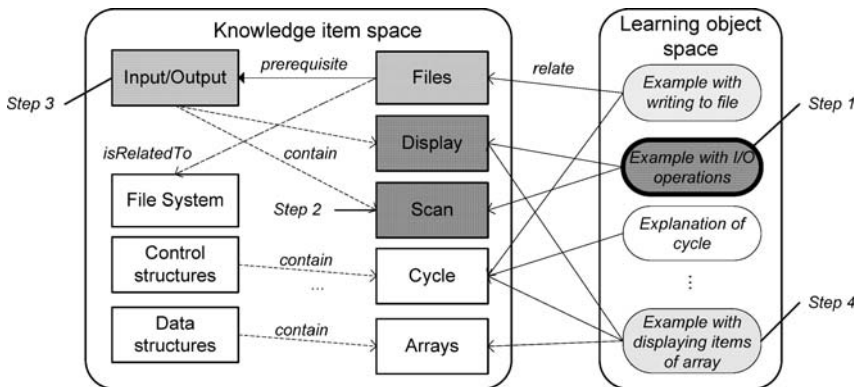 Knowledge item space
Learning object
space
Input/Output
prerequisite
Files
relate
Example with
writing to file
Step 3
Step 1
Display
Example with I/O
operations
isRelatedTo
contain
File System
Step 2
Scan
Explanation of
cycle
Control
structures
contain
...
Cycle
...
Step 4
Data
structures
contain
Arrays
Example with
displaying items
of array